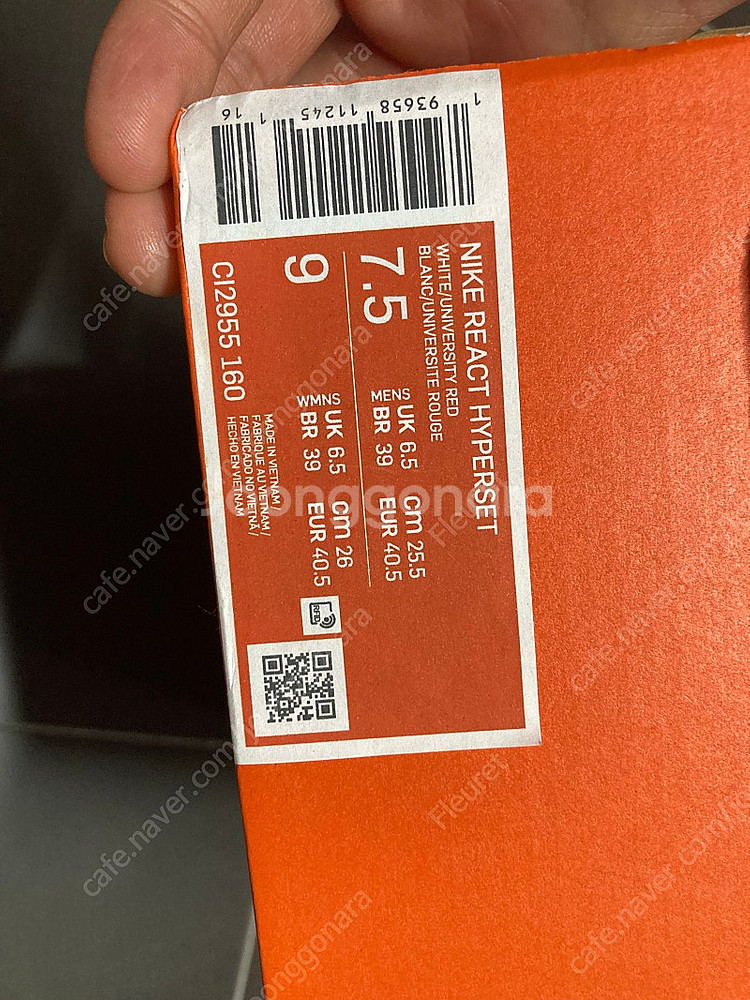 NIKE REACT HYPERSET
WHITE/UNIVERSITY RED
BLANC/UNIVERSITE ROUGE
7.5
MENS
UK 6.5 cm 25.5
BR 39 EUR 40.5
9
WMNS
UK 6.5 cm 26
BR 39 EUR 40.5
RFID
CI2955 160
MADE IN VIETNAM /
FABRIQUE AU VIETNAM /
FABRICADO NO VIETNÃ /
HECHO EN VIETNAM
1 93658 11245 1 16
joonggonara
Fleuret
cafe.naver.com/